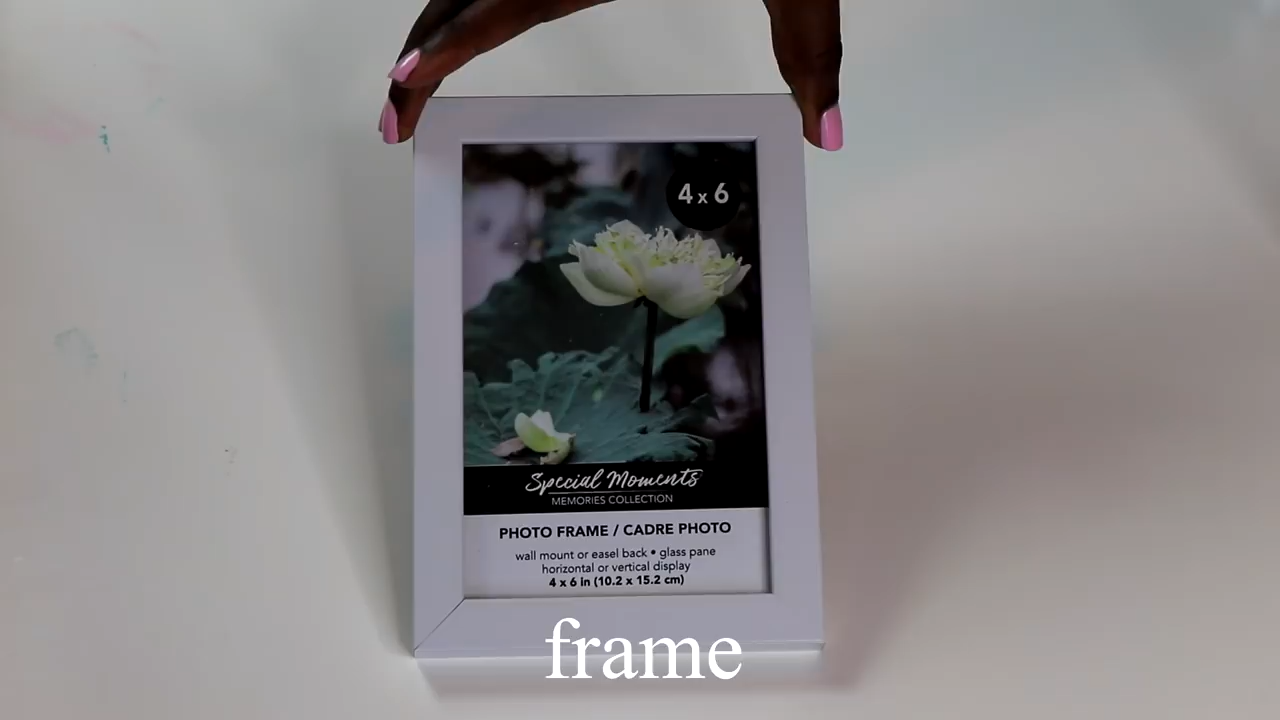 4 x 6
Special Moments
MEMORIES COLLECTION
PHOTO FRAME / CADRE PHOTO
wall mount or easel back • glass pane
horizontal or vertical display
4 x 6 in (10.2 x 15.2 cm)
frame